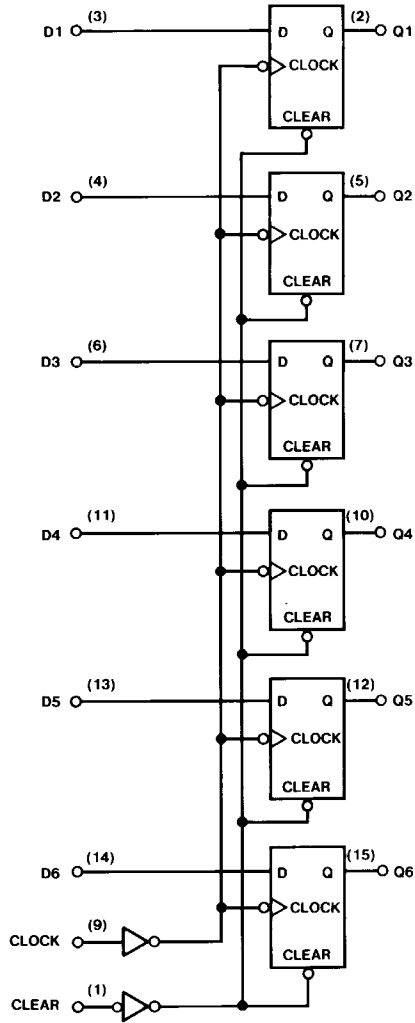 D1 (3) D Q (2) Q1
CLOCK
CLEAR
D2 (4) D Q (5) Q2
CLOCK
CLEAR
D3 (6) D Q (7) Q3
CLOCK
CLEAR
D4 (11) D Q (10) Q4
CLOCK
CLEAR
D5 (13) D Q (12) Q5
CLOCK
CLEAR
D6 (14) D Q (15) Q6
CLOCK
CLOCK (9)
CLEAR
CLEAR (1)